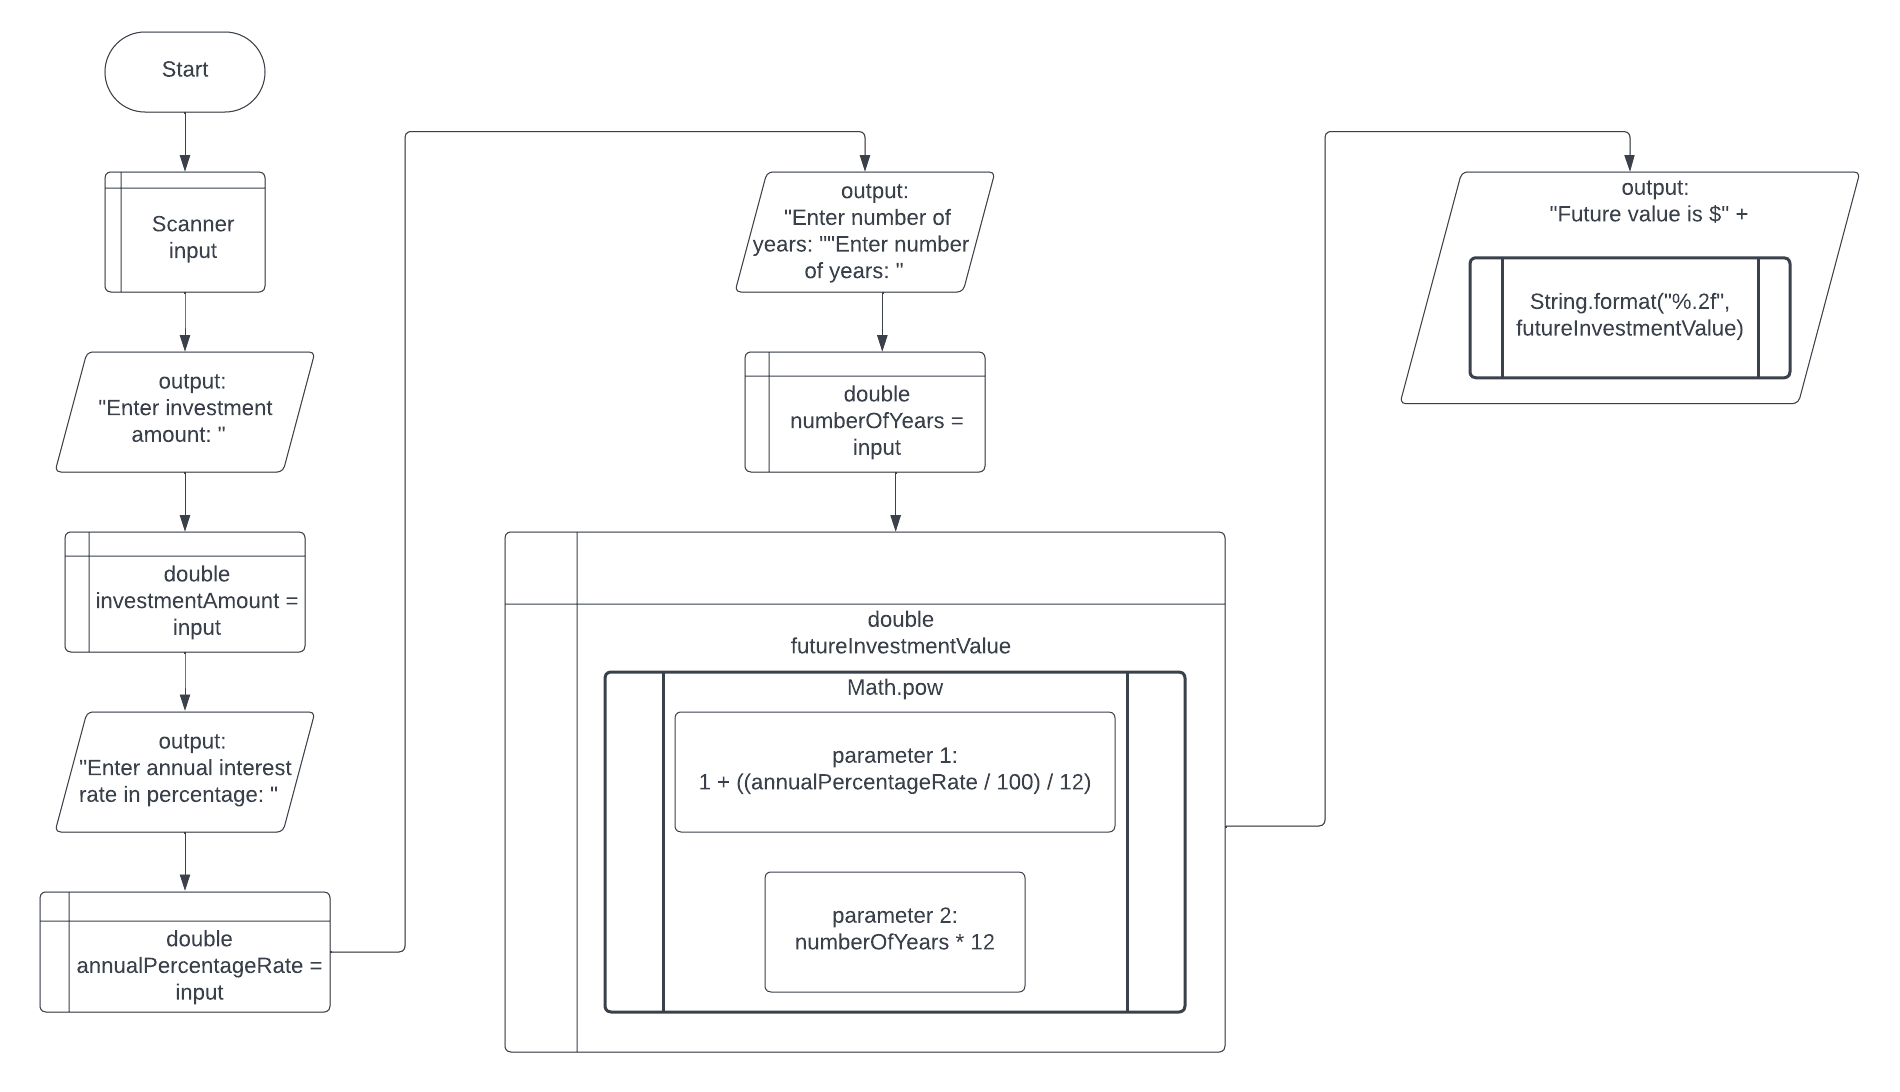 Start
Scanner
input
output:
"Enter investment
amount: "
double
investmentAmount =
input
output:
"Enter annual interest
rate in percentage: "
double
annualPercentageRate =
input
output:
"Enter number of
years: ""Enter number
of years: "
double
numberOfYears =
input
double
futureInvestmentValue
Math.pow
parameter 1:
1 + ((annualPercentageRate / 100) / 12)
parameter 2:
numberOfYears * 12
output:
"Future value is $" +
String.format("%.2f",
futureInvestmentValue)